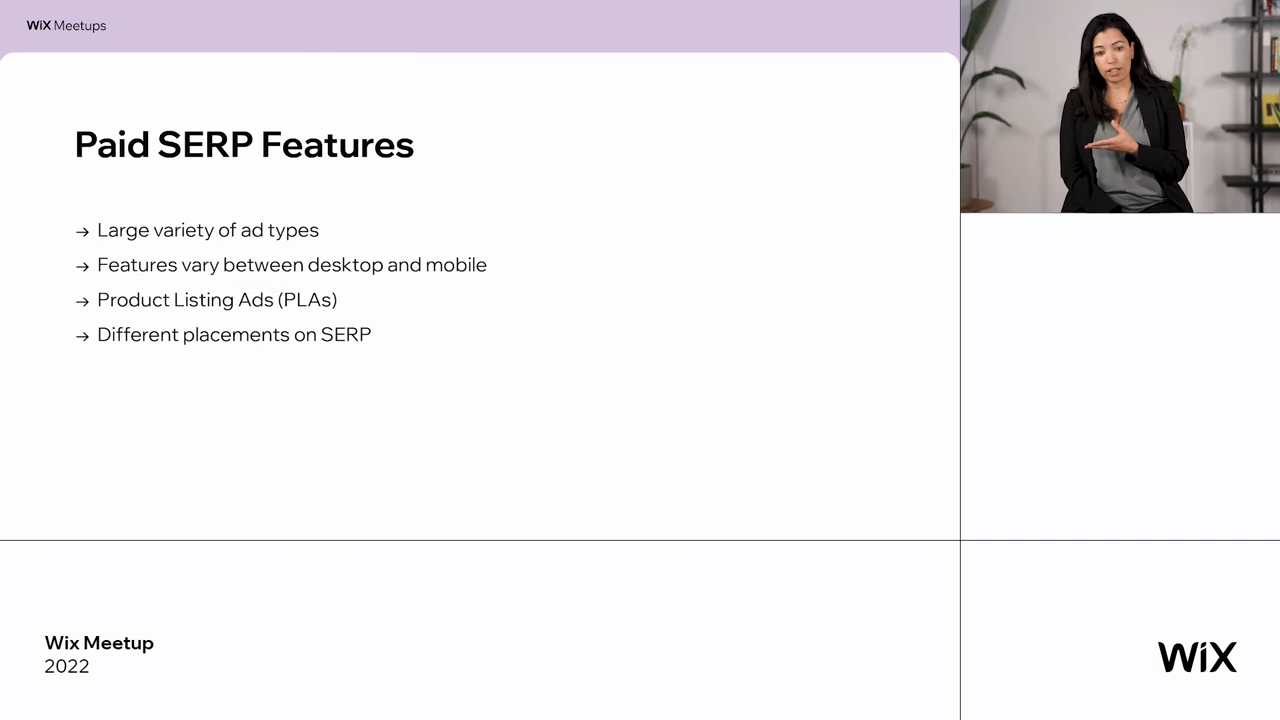 WiX Meetups
Paid SERP Features
→ Large variety of ad types
→ Features vary between desktop and mobile
→ Product Listing Ads (PLAs)
→ Different placements on SERP
Wix Meetup
2022
WiX